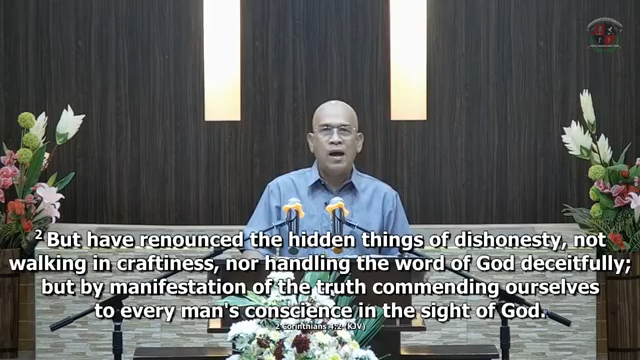 2 But have renounced the hidden things of dishonesty, not
walking in craftiness, nor handling the word of God deceitfully;
but by manifestation of the truth commending ourselves
to every man's conscience in the sight of God.
2 Corinthians 4:2 (KJV)